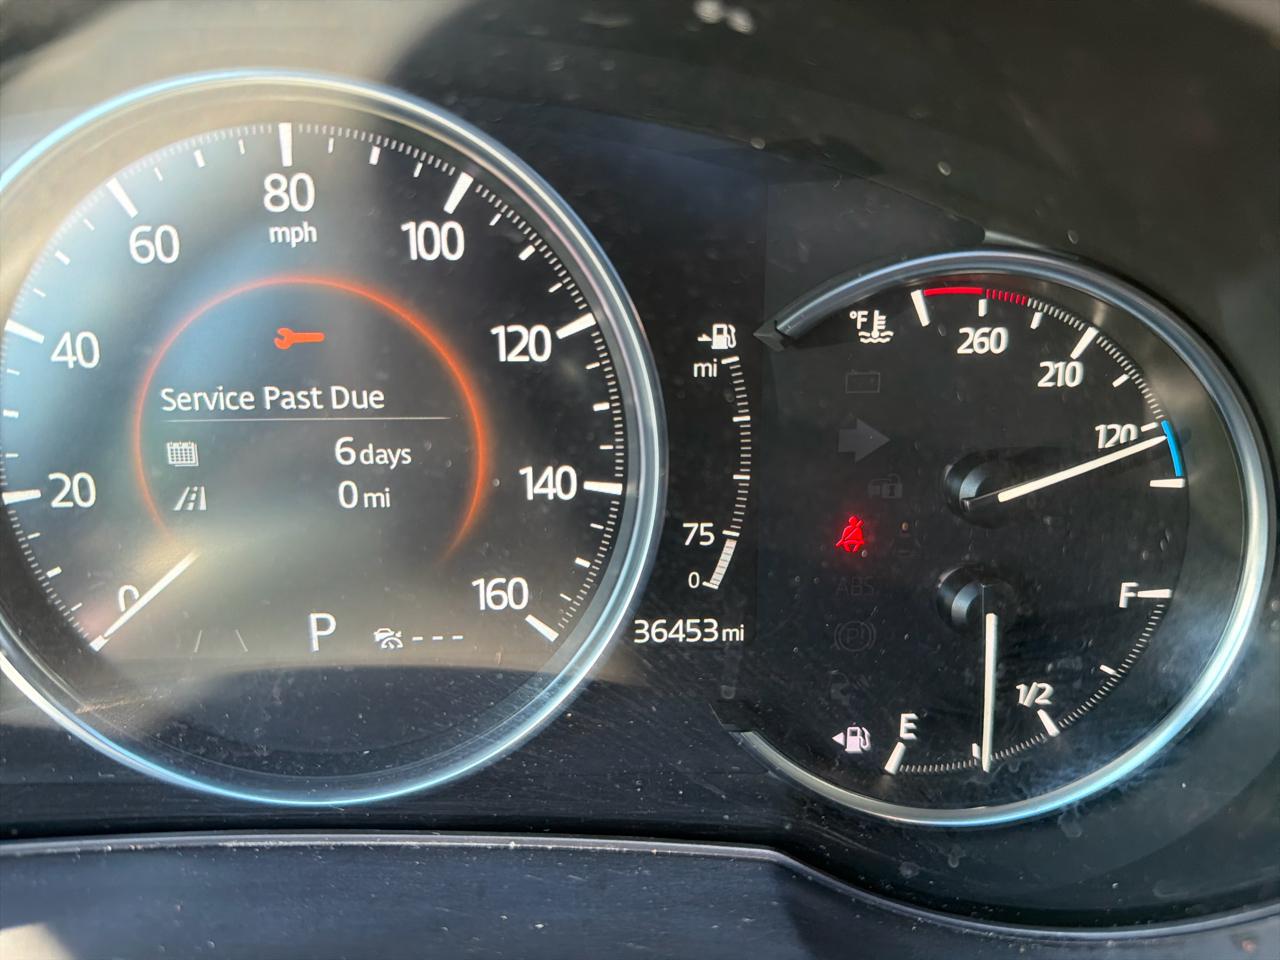 80
mph
60
100
40
120
20
140
0
160
Service Past Due
6 days
0 mi
P
---
mi
75
0
36453 mi
°F
260
210
120
ABS
(P)
F
1/2
E